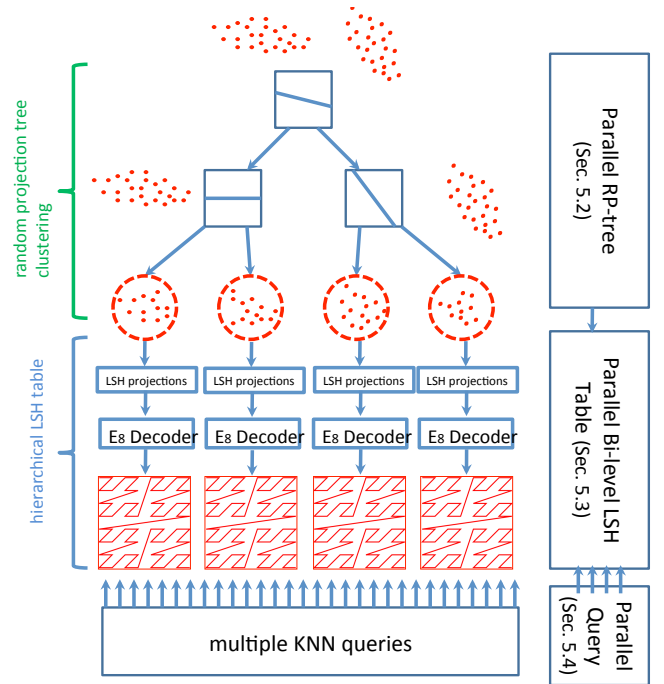 random projection tree
clustering
Parallel RP-tree
(Sec. 5.2)
hierarchical LSH table
LSH projections
LSH projections
LSH projections
LSH projections
E8 Decoder
E8 Decoder
E8 Decoder
E8 Decoder
Parallel Bi-level LSH
Table (Sec. 5.3)
multiple KNN queries
Parallel
Query
(Sec. 5.4)